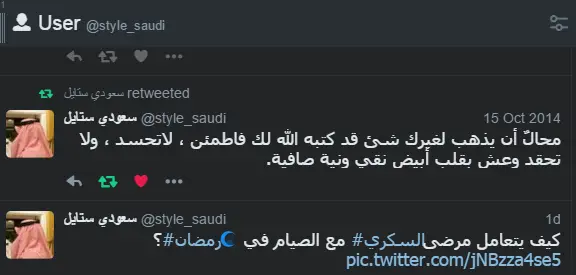 1
User @style_saudi
سعودي ستايل retweeted
سعودي ستايل @style_saudi 15 Oct 2014
محالٌ أن يذهب لغيرك شئ قد كتبه الله لك فاطمئن ، لاتحسد ، ولا
تحقد وعش بقلب أبيض نقي ونية صافية.
سعودي ستايل @style_saudi 1d
كيف يتعامل مرضى#السكري مع الصيام في #رمضان؟
pic.twitter.com/jNBzza4se5